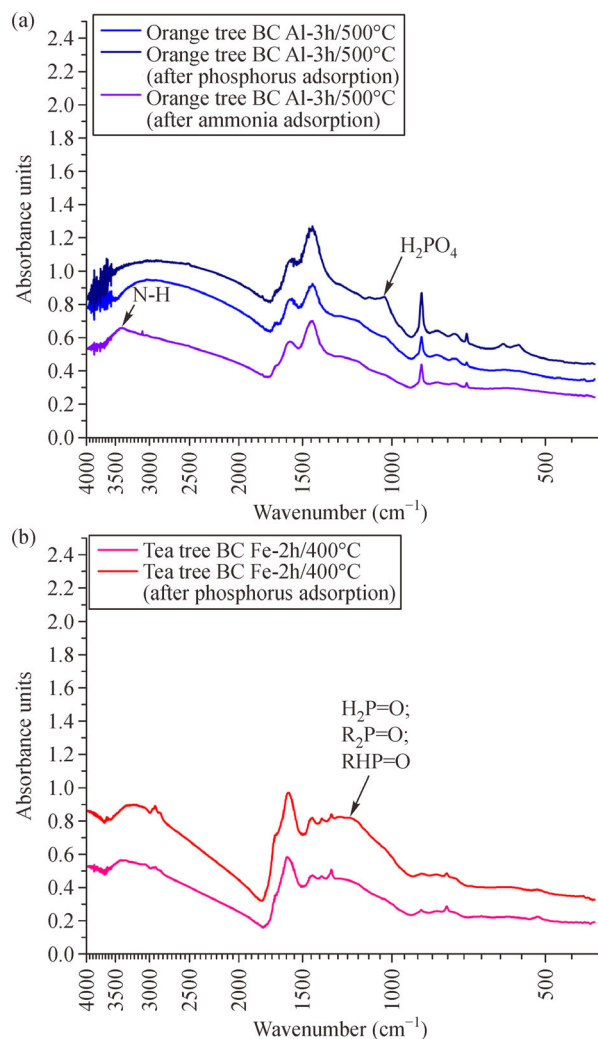 (a)
Orange tree BC Al-3h/500°C
Orange tree BC Al-3h/500°C
(after phosphorus adsorption)
Orange tree BC Al-3h/500°C
(after ammonia adsorption)
2.4
2.2
2.0
1.8
1.6
1.4
1.2
1.0
0.8
0.6
0.4
0.2
0.0
Absorbance units
N-H
H₂PO₄
4000
3500
3000
2500
2000
1500
1000
500
Wavenumber (cm⁻¹)
(b)
Tea tree BC Fe-2h/400°C
Tea tree BC Fe-2h/400°C
(after phosphorus adsorption)
2.4
2.2
2.0
1.8
1.6
1.4
1.2
1.0
0.8
0.6
0.4
0.2
0.0
Absorbance units
H₂P=O;
R₂P=O;
RHP=O
4000
3500
3000
2500
2000
1500
1000
500
Wavenumber (cm⁻¹)